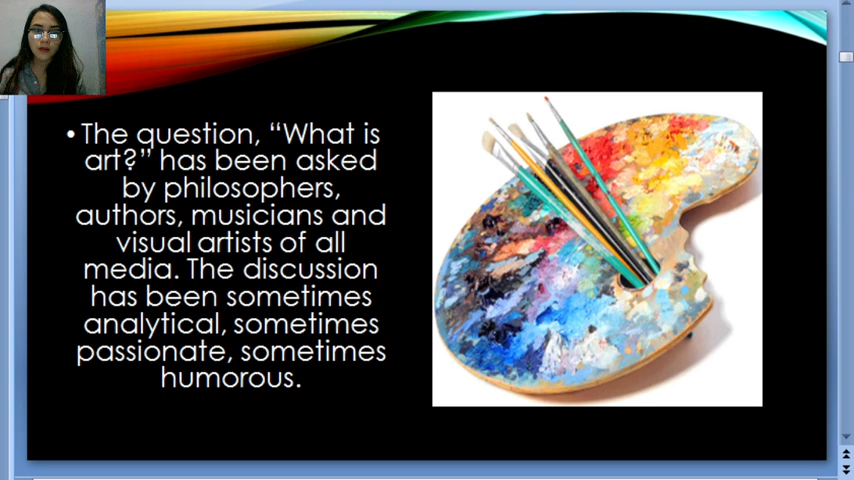 • The question, “What is
art?” has been asked
by philosophers,
authors, musicians and
visual artists of all
media. The discussion
has been sometimes
analytical, sometimes
passionate, sometimes
humorous.